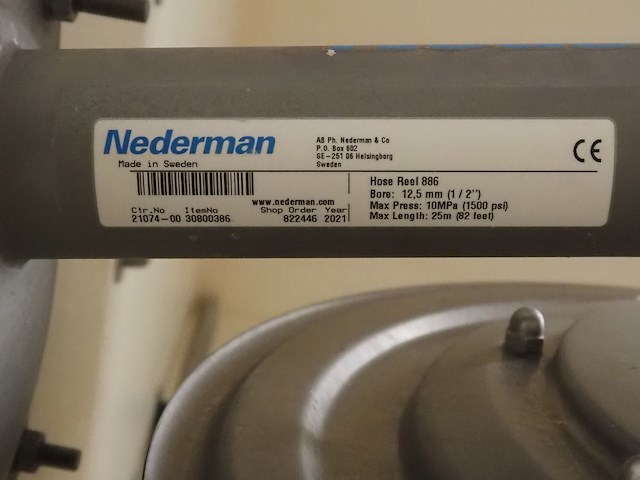 Nederman
Made in Sweden
AB Ph. Nederman & Co
P.O. Box 602
SE-251 06 Helsingborg
Sweden
CE
www.nederman.com
Ctr.No ItemNo Shop Order Year
21074-00 30800386 822446 2021
Hose Reel 886
Bore: 12,5 mm (1/2'')
Max Press: 10MPa (1500 psi)
Max Length: 25m (82 feet)